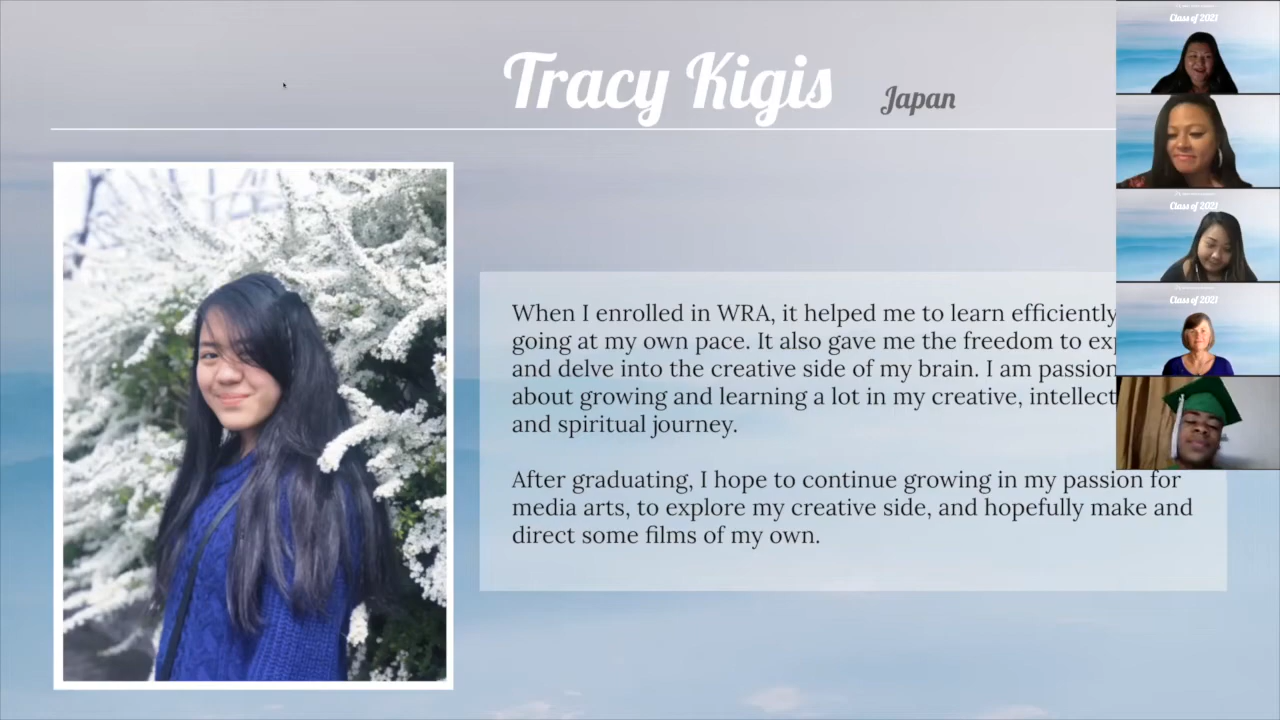 Tracy Kigis Japan
When I enrolled in WRA, it helped me to learn efficiently
going at my own pace. It also gave me the freedom to
and delve into the creative side of my brain. I am
about growing and learning a lot in my creative,
and spiritual journey.
After graduating, I hope to continue growing in my passion for
media arts, to explore my creative side, and hopefully make and
direct some films of my own.
Class of 2021
Class of 2021
Class of 2021